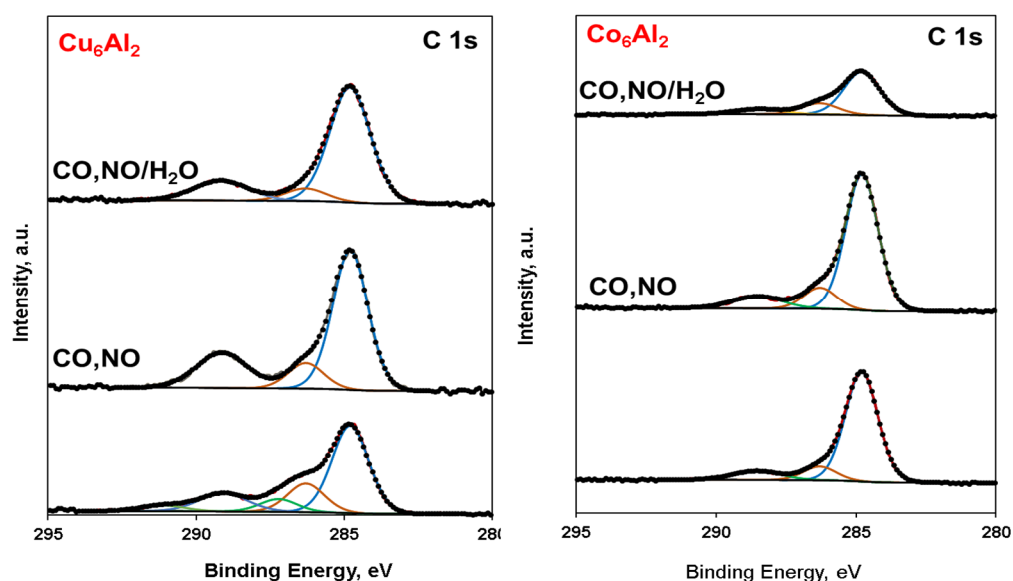 Cu₆Al₂
C 1s
CO,NO/H₂O
CO,NO
Intensity, a.u.
295
290
285
28
Binding Energy, eV
Co₆Al₂
C 1s
CO,NO/H₂O
CO,NO
Intensity, a.u.
295
290
285
280
Binding Energy, eV